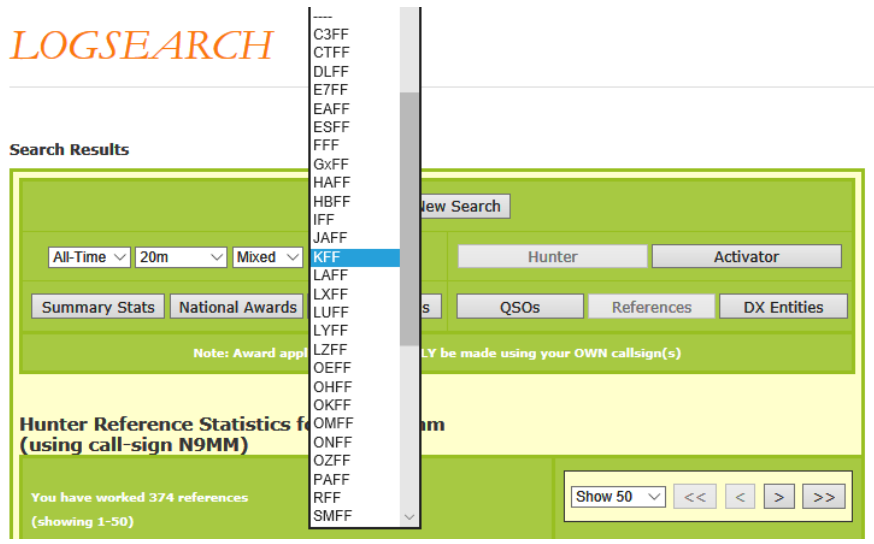 LOGSEARCH
Search Results
----
C3FF
CTFF
DLFF
E7FF
EAFF
ESFF
FFF
GxFF
HAFF
HBFF
IFF
JAFF
KFF
LAFF
LXFF
LUFF
LYFF
LZFF
OEFF
OHFF
OKFF
OMFF
ONFF
OZFF
PAFF
RFF
SMFF
New Search
All-Time 20m Mixed
Hunter Activator
Summary Stats National Awards s
QSOs References DX Entities
Note: Award appl LY be made using your OWN callsign(s)
Hunter Reference Statistics f am
(using call-sign N9MM)
You have worked 374 references
(showing 1-50)
Show 50 << < > >>